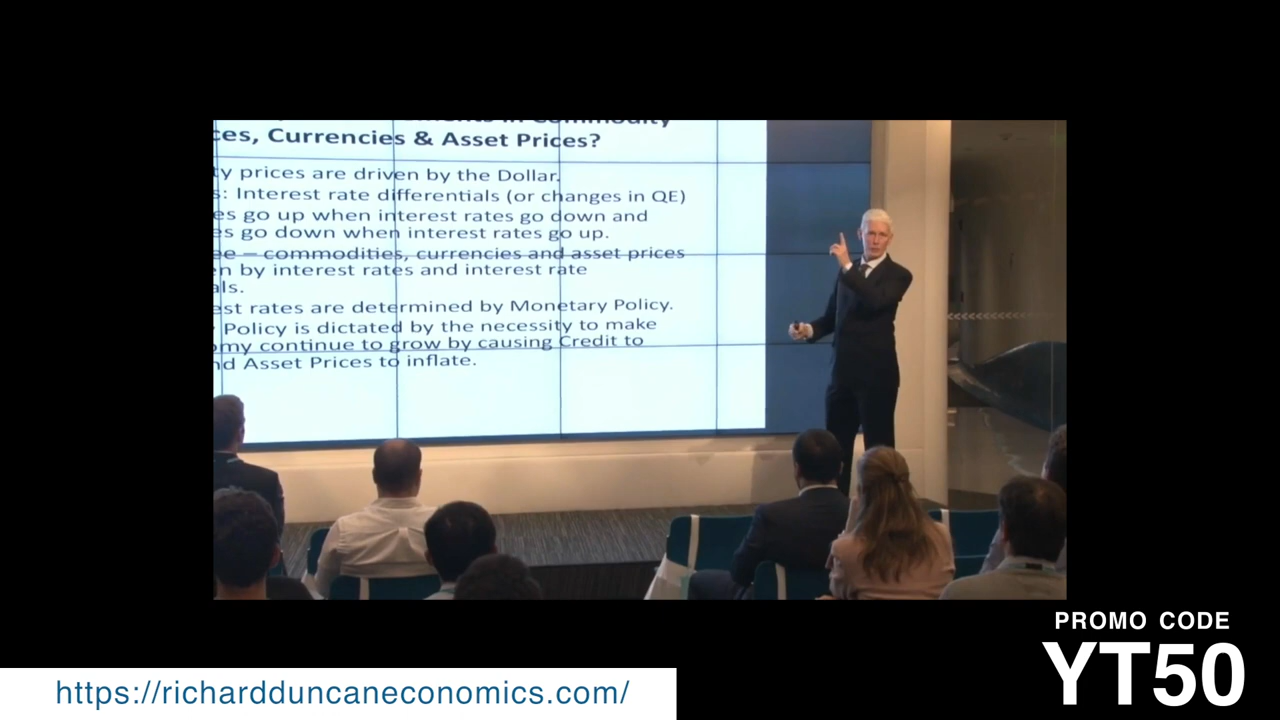 ces, Currencies & Asset Prices?
ty prices are driven by the Dollar.
s: Interest rate differentials (or changes in QE)
es go up when interest rates go down and
es go down when interest rates go up.
ee – commodities, currencies and asset prices
n by interest rates and interest rate
als.
est rates are determined by Monetary Policy.
Policy is dictated by the necessity to make
omy continue to grow by causing Credit to
nd Asset Prices to inflate.
PROMO CODE
YT50
https://richardduncaneconomics.com/